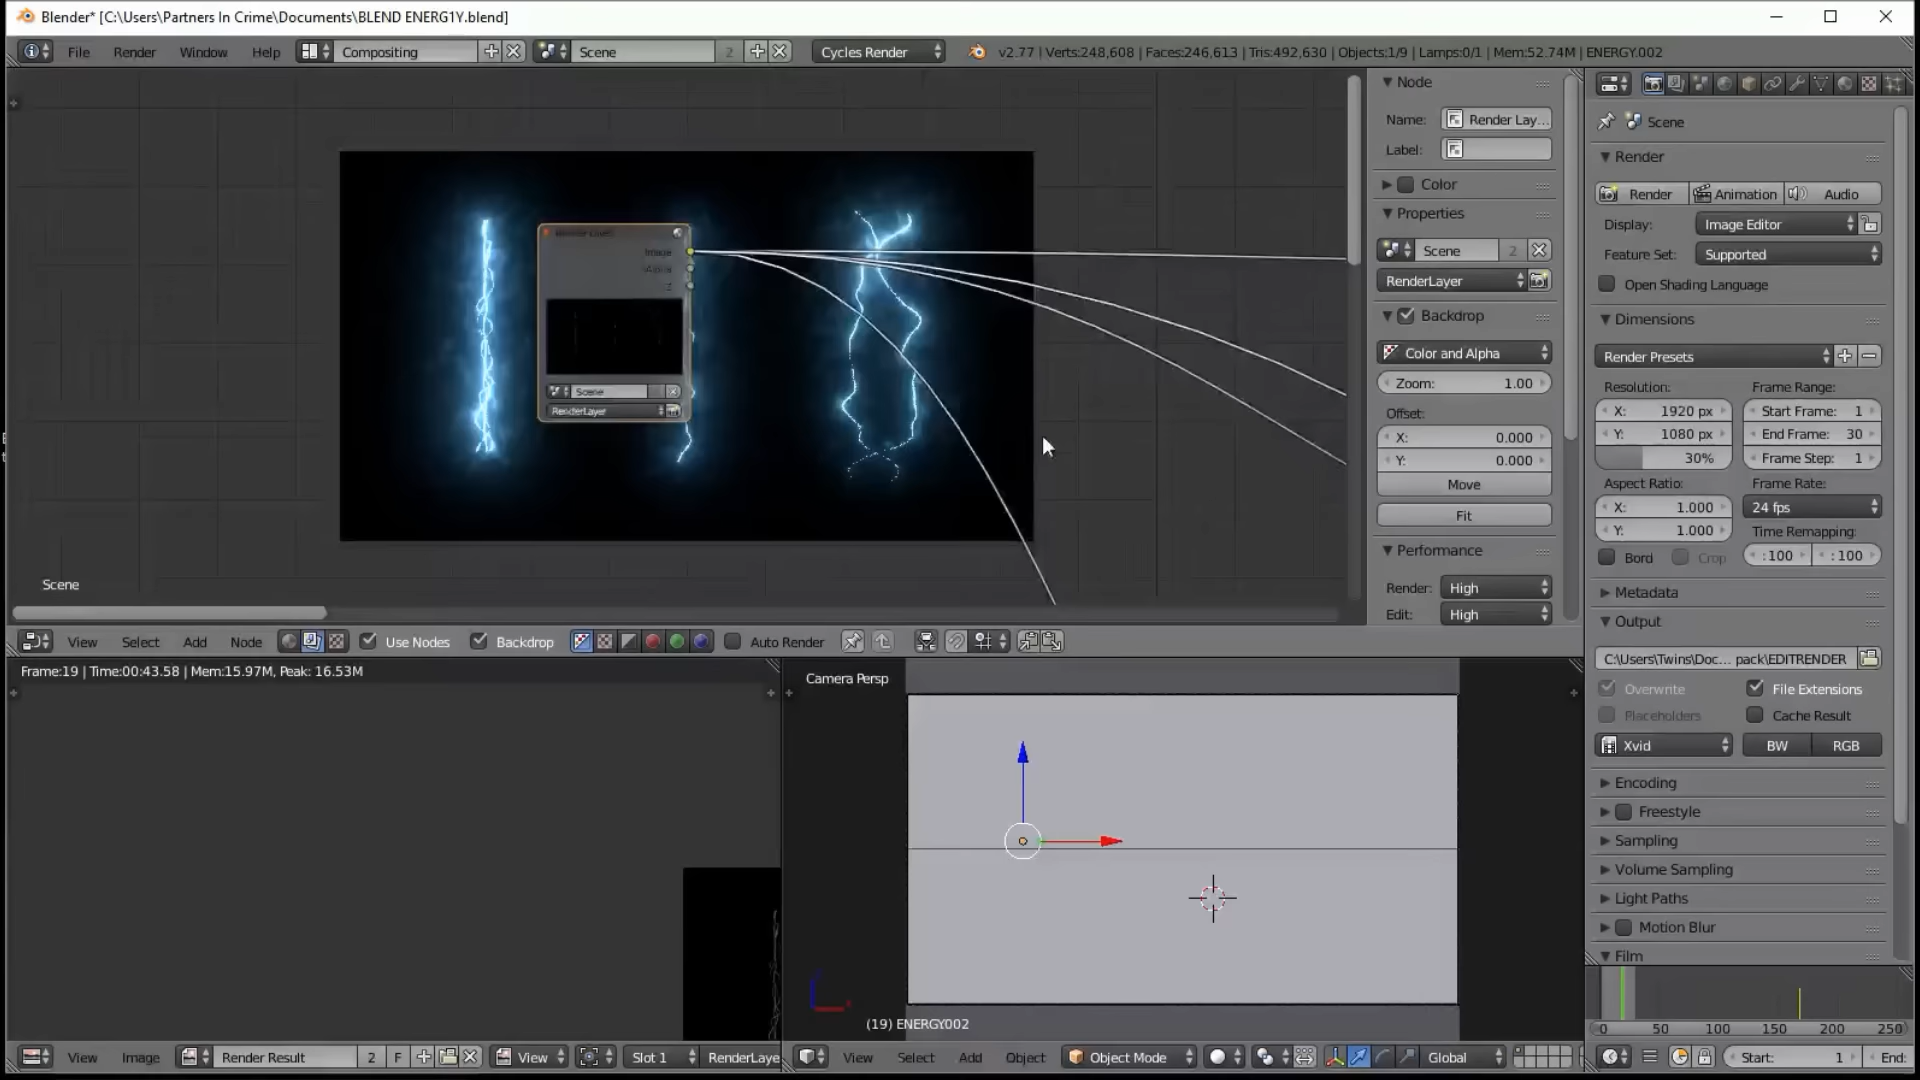 Blender* [C:\Users\Partners In Crime\Documents\BLEND ENERG1Y.blend]
File Render Window Help Compositing Scene 2 Cycles Render v2.77 | Verts:248,608 | Faces:246,613 | Tris:492,630 | Objects:1/9 | Lamps:0/1 | Mem:52.74M | ENERGY.002
Node
Name: Render Lay...
Label:
Color
Properties
Scene 2
RenderLayer
Backdrop
Color and Alpha
Zoom: 1.00
Offset:
X: 0.000
Y: 0.000
Move
Fit
Performance
Render: High
Edit: High
Image
Alpha
Z
Scene
RenderLayer
Scene
View Select Add Node Use Nodes Backdrop Auto Render
Scene
Render
Render Animation Audio
Display: Image Editor
Feature Set: Supported
Open Shading Language
Dimensions
Render Presets
Resolution: Frame Range:
X: 1920 px Start Frame: 1
Y: 1080 px End Frame: 30
30% Frame Step: 1
Aspect Ratio: Frame Rate:
X: 1.000 24 fps
Y: 1.000 Time Remapping:
Bord Crop :100 :100
Metadata
Output
C:\Users\Twins\Doc... pack\EDITRENDER
Overwrite File Extensions
Placeholders Cache Result
Xvid BW RGB
Encoding
Freestyle
Sampling
Volume Sampling
Light Paths
Motion Blur
Film
0 50 100 150 200 250
Start: 1 End:
Frame:19 | Time:00:43.58 | Mem:15.97M, Peak: 16.53M
View Image Render Result 2 F View Slot 1 RenderLaye
Camera Persp
(19) ENERGY002
View Select Add Object Object Mode Global